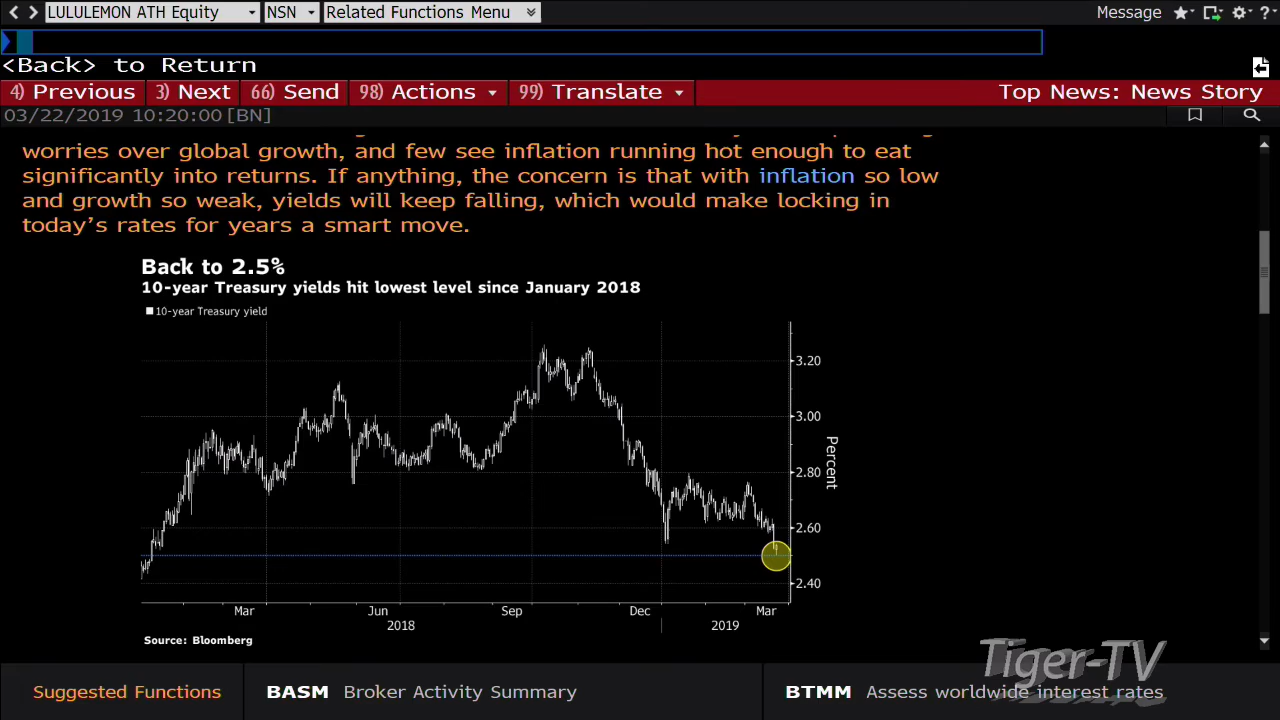 LULULEMON ATH Equity NSN Related Functions Menu Message ?
<Back> to Return
4) Previous 3) Next 66) Send 98) Actions 99) Translate Top News: News Story
03/22/2019 10:20:00 [BN]
worries over global growth, and few see inflation running hot enough to eat
significantly into returns. If anything, the concern is that with inflation so low
and growth so weak, yields will keep falling, which would make locking in
today's rates for years a smart move.
Back to 2.5%
10-year Treasury yields hit lowest level since January 2018
10-year Treasury yield
3.20
3.00
2.80
2.60
2.40
Percent
Mar Jun Sep Dec Mar
2018 2019
Source: Bloomberg
Tiger-TV
Suggested Functions BASM Broker Activity Summary BTMM Assess worldwide interest rates